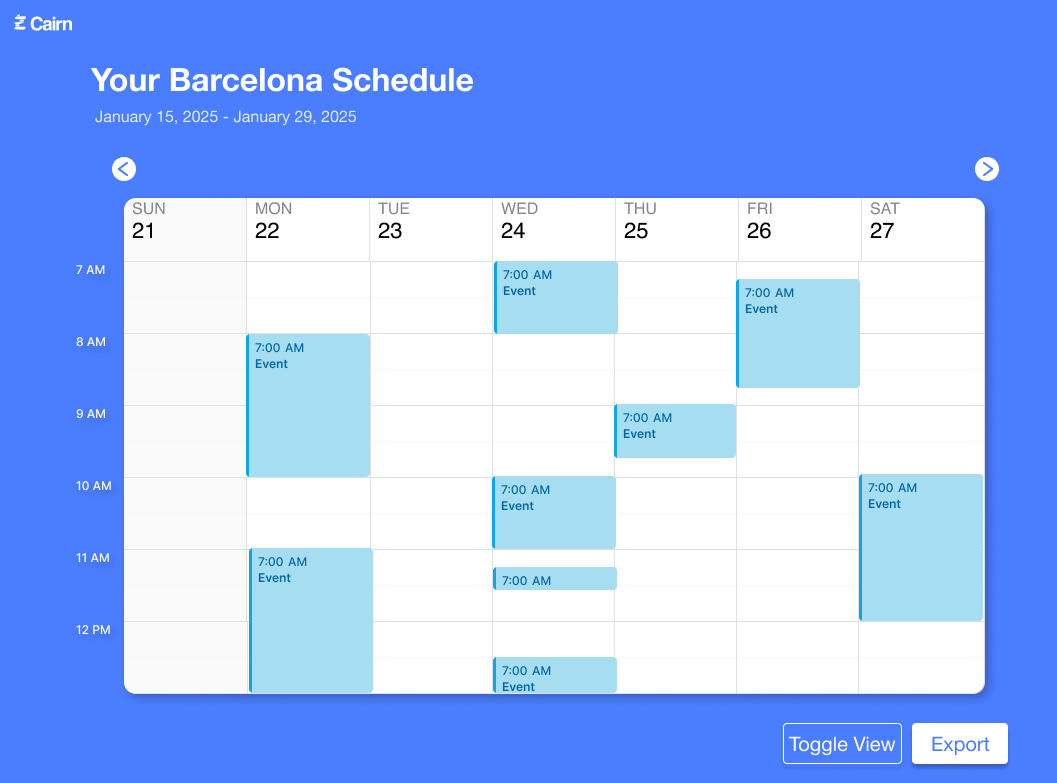 Cairn
Your Barcelona Schedule
January 15, 2025 - January 29, 2025
SUN MON TUE WED THU FRI SAT
21 22 23 24 25 26 27
7 AM
7:00 AM
Event
7:00 AM
Event
8 AM
7:00 AM
Event
9 AM
7:00 AM
Event
10 AM
7:00 AM
Event
7:00 AM
Event
11 AM
7:00 AM
Event
7:00 AM
12 PM
7:00 AM
Event
Toggle View
Export